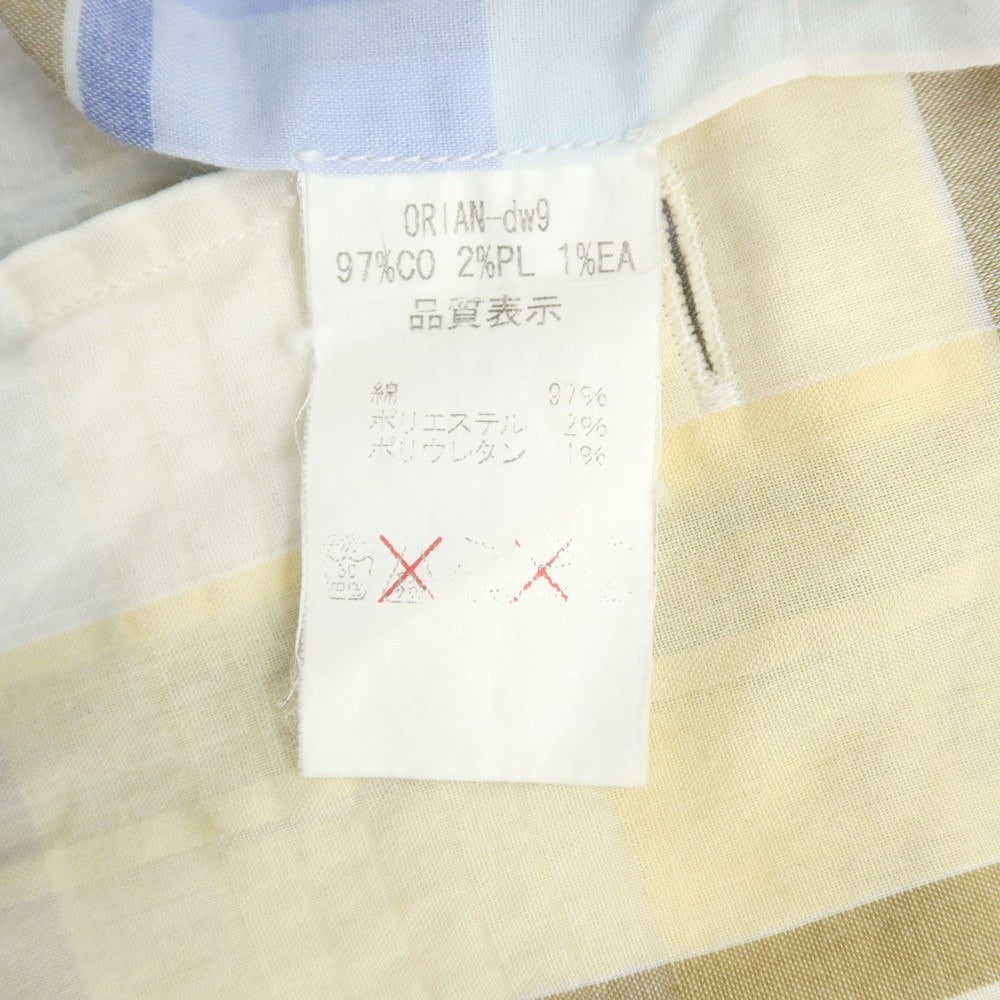 ORIAN-dw9
97%CO 2%PL 1%EA
品質表示
綿 97%
ポリエステル 2%
ポリウレタン 1%
30